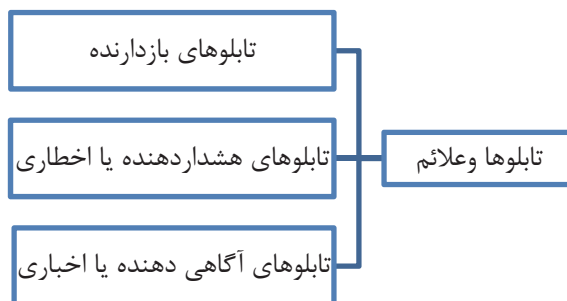 تابلوهای بازدارنده
تابلوهای هشداردهنده یا اخطاری
تابلوها وعلائم
تابلوهای آگاهی دهنده یا اخباری